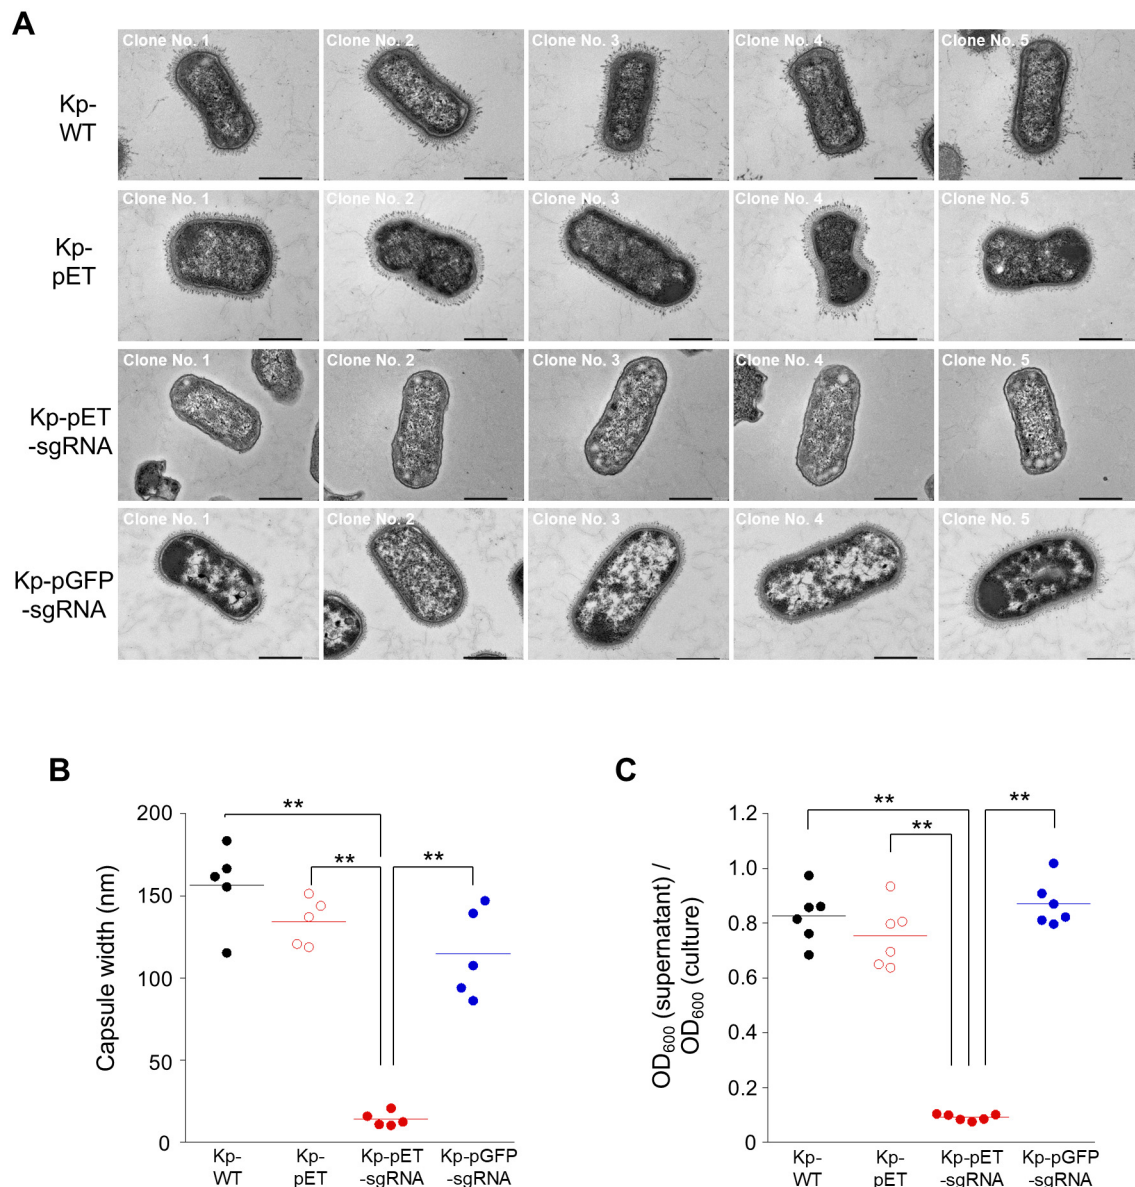 A
Clone No. 1 Clone No. 2 Clone No. 3 Clone No. 4 Clone No. 5
Kp-
WT
Clone No. 1 Clone No. 2 Clone No. 3 Clone No. 4 Clone No. 5
Kp-
pET
Clone No. 1 Clone No. 2 Clone No. 3 Clone No. 4 Clone No. 5
Kp-pET
-sgRNA
Clone No. 1 Clone No. 2 Clone No. 3 Clone No. 4 Clone No. 5
Kp-pGFP
-sgRNA
B
Capsule width (nm)
200
150
100
50
0
**
** **
Kp-
WT
Kp-
pET
Kp-pET
-sgRNA
Kp-pGFP
-sgRNA
C
OD600 (supernatant) /
OD600 (culture)
1.2
1.0
0.8
0.6
0.4
0.2
0
** **
**
Kp-
WT
Kp-
pET
Kp-pET
-sgRNA
Kp-pGFP
-sgRNA